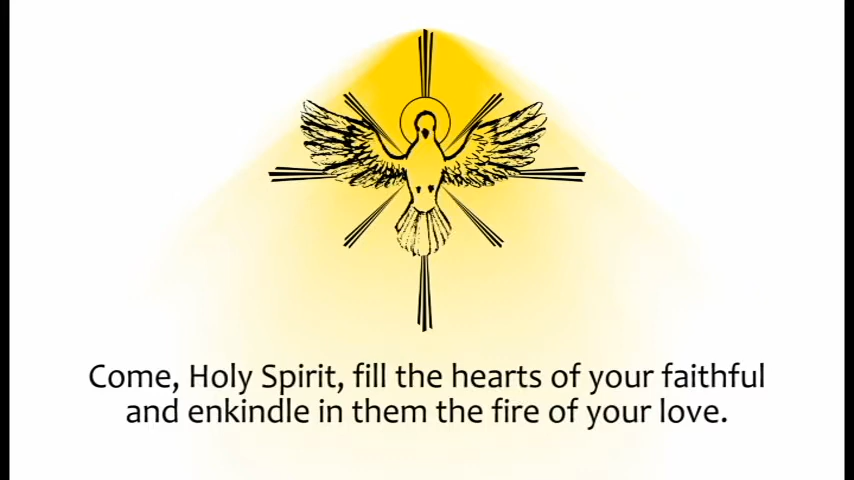 Come, Holy Spirit, fill the hearts of your faithful
and enkindle in them the fire of your love.